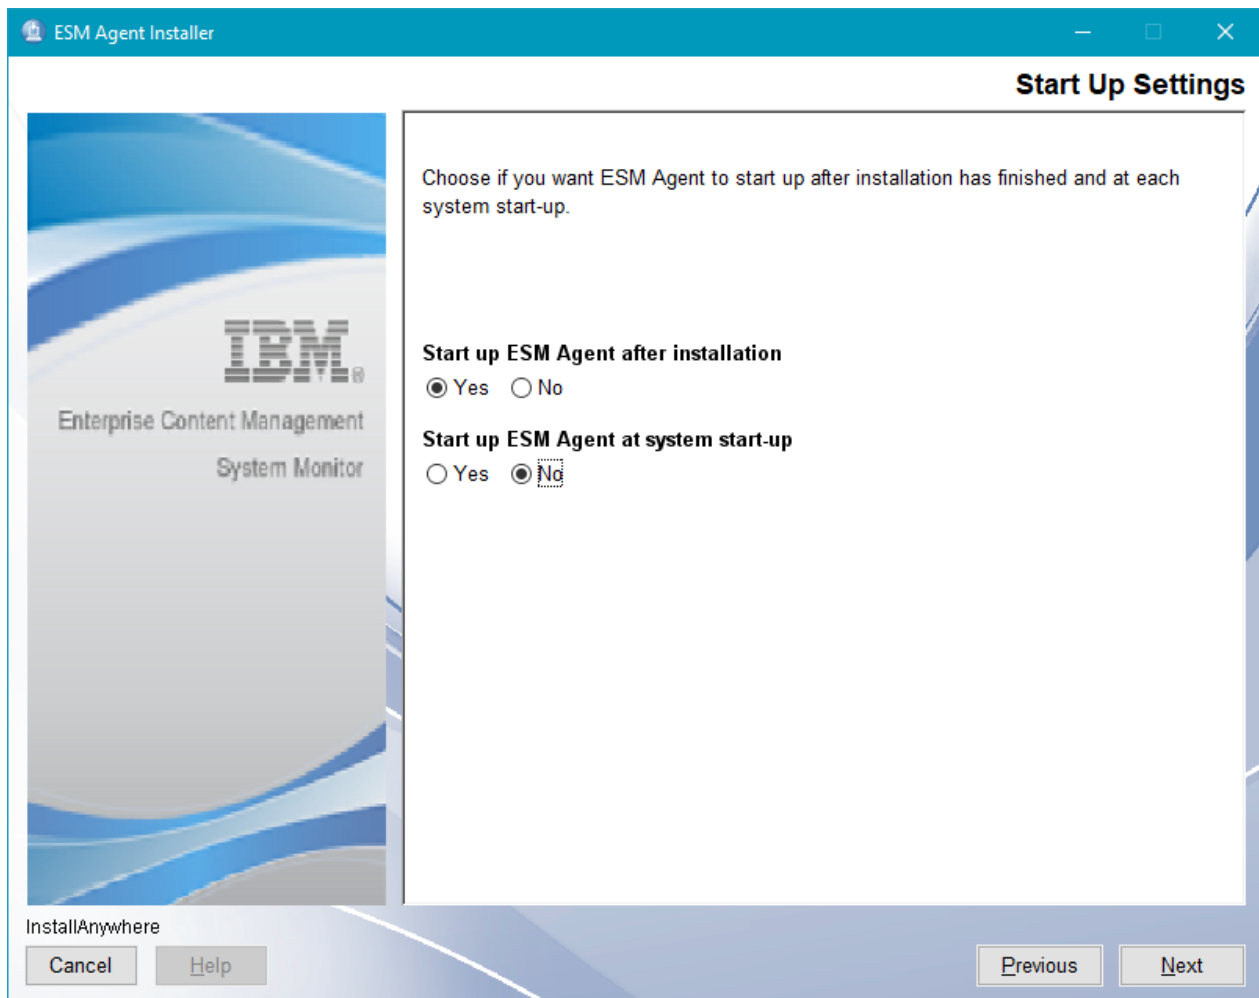 ESM Agent Installer
Start Up Settings
IBM®
Enterprise Content Management
System Monitor
Choose if you want ESM Agent to start up after installation has finished and at each
system start-up.
Start up ESM Agent after installation
Yes No
Start up ESM Agent at system start-up
Yes No
InstallAnywhere
Cancel Help Previous Next